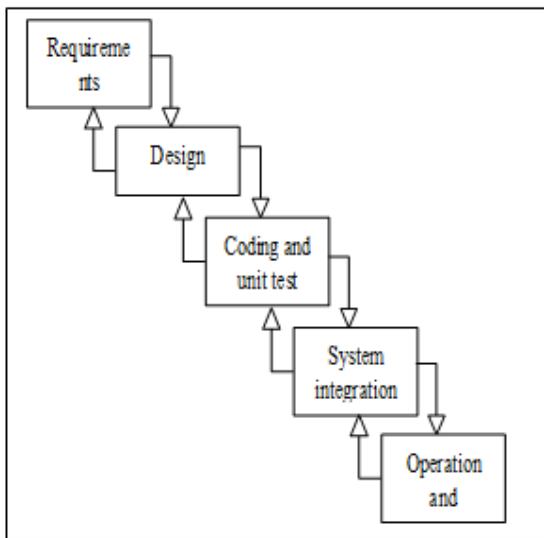 Requireme
nts
Design
Coding and
unit test
System
integration
Operation
and